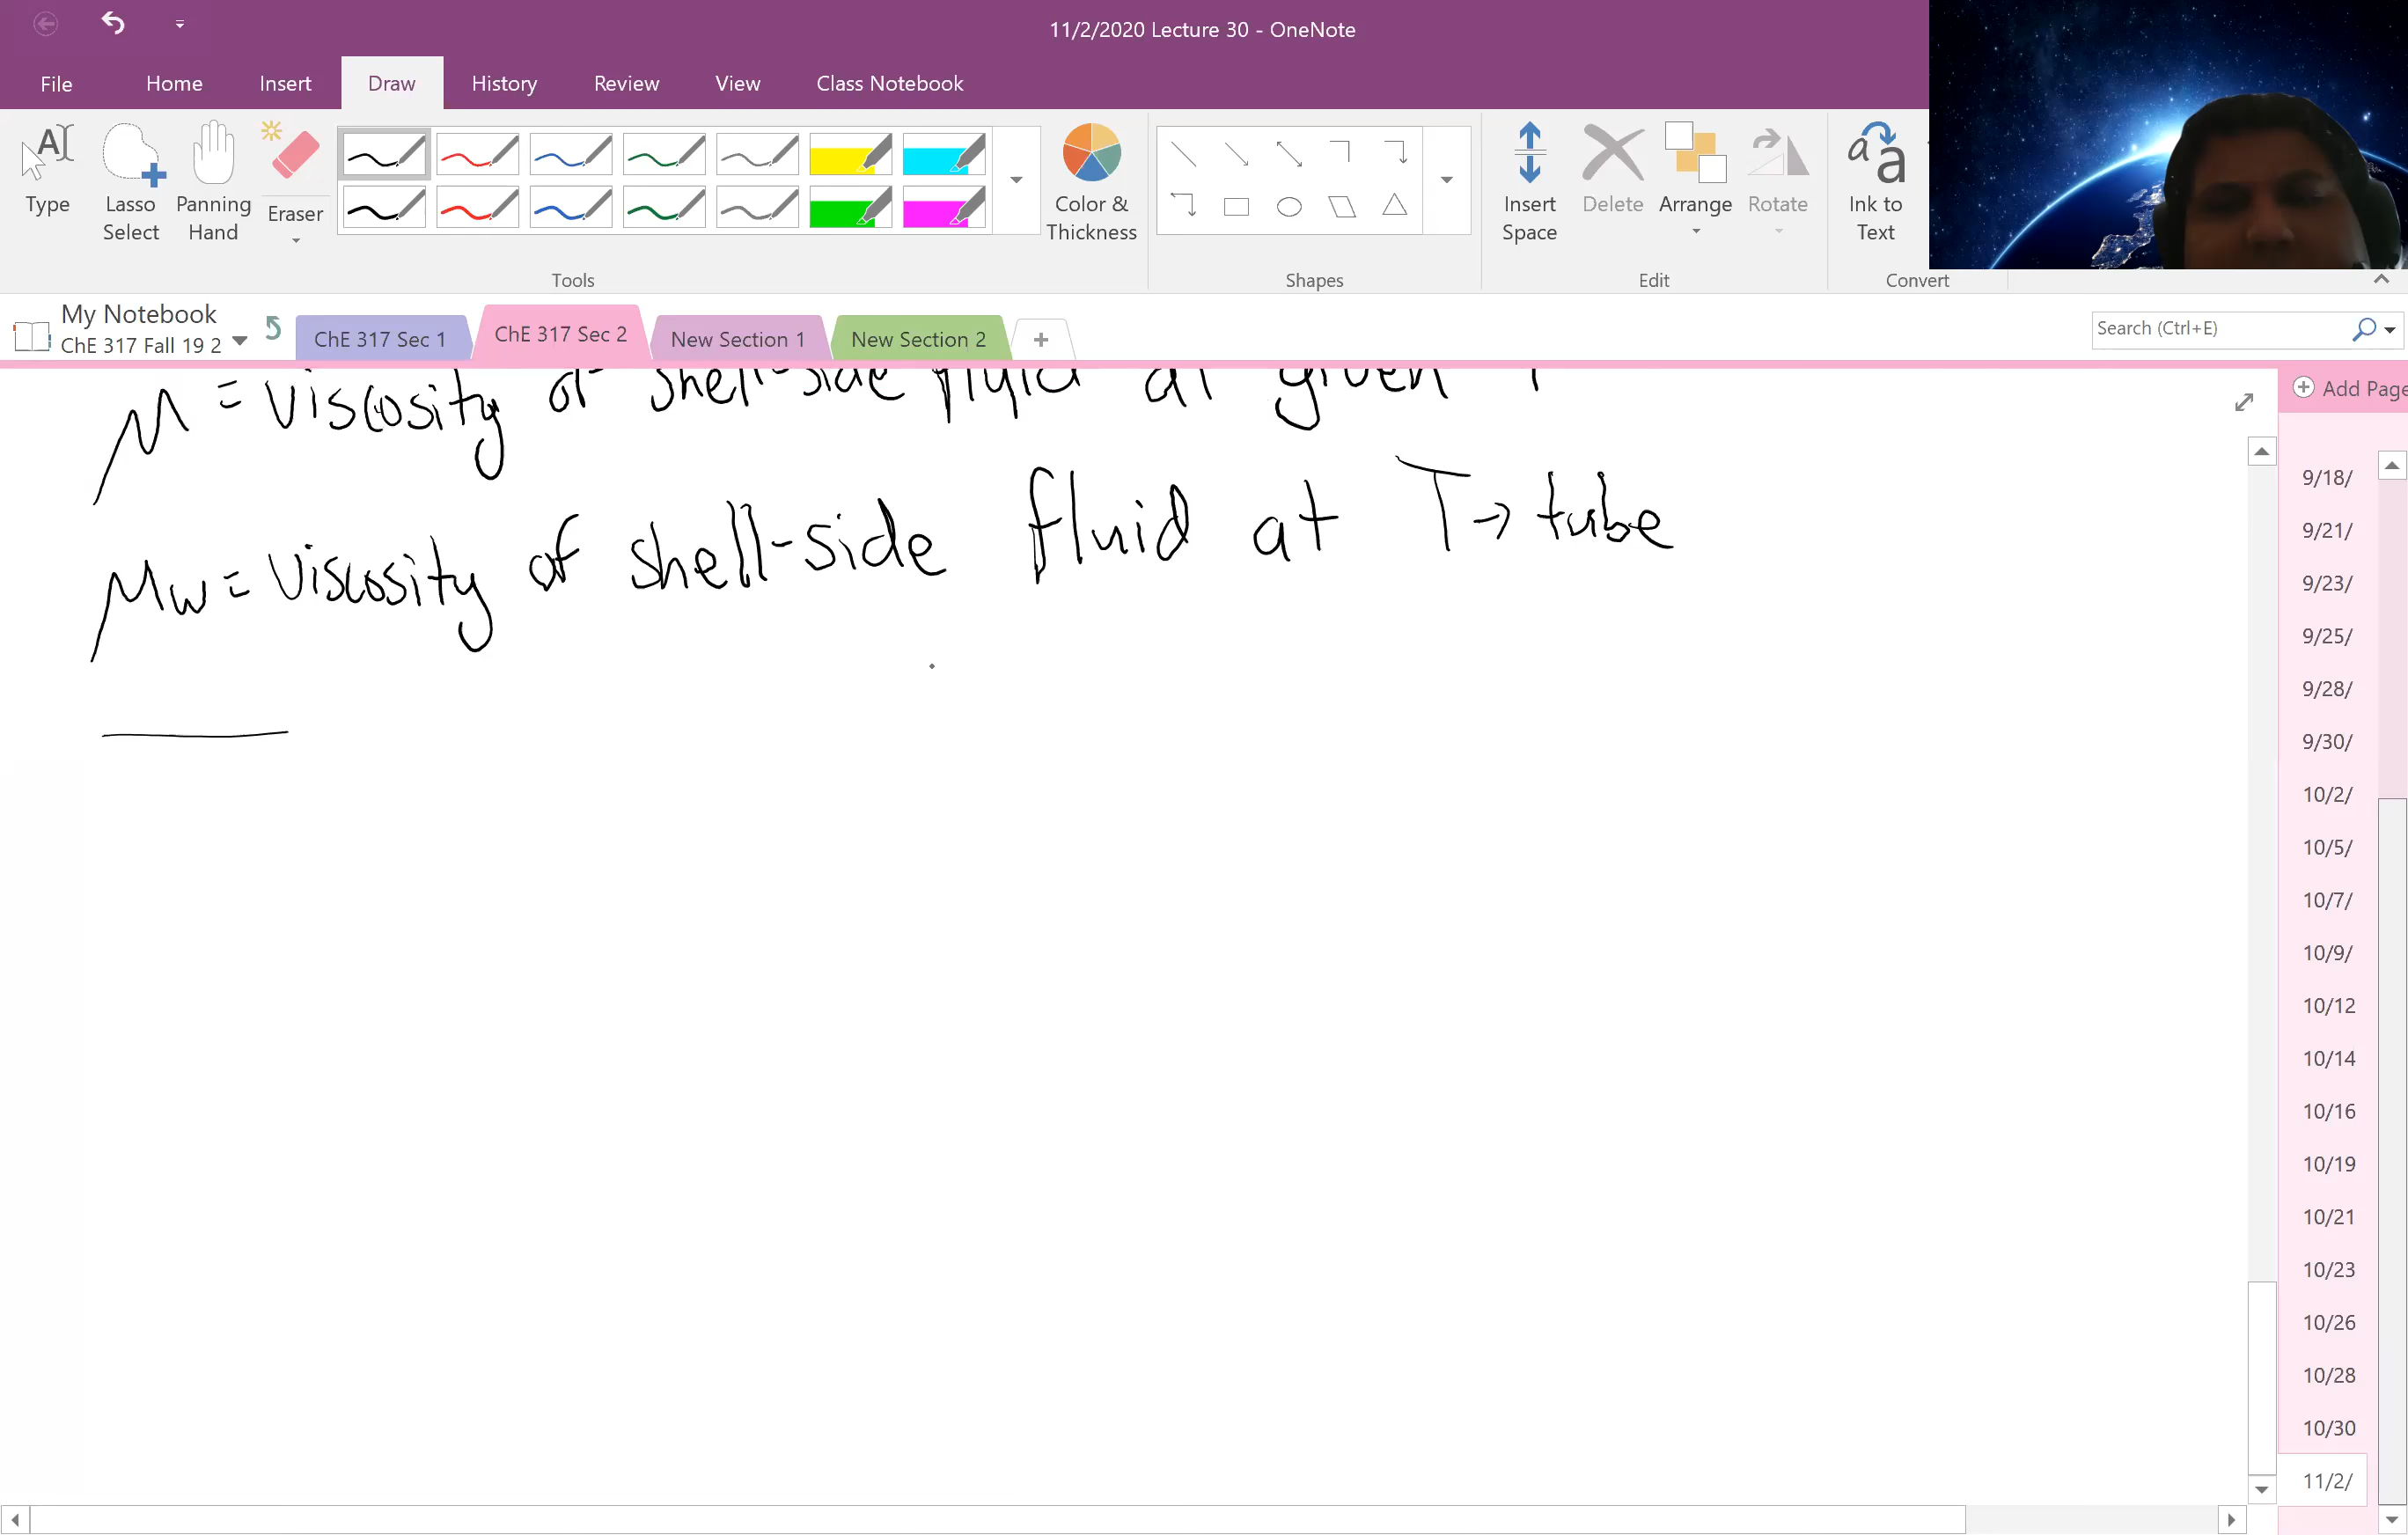 11/2/2020 Lecture 30 - OneNote
File Home Insert Draw History Review View Class Notebook
Type
Lasso Select
Panning Hand
Eraser
Color & Thickness
Insert Space
Delete
Arrange
Rotate
Ink to Text
Tools Shapes Edit Convert
My Notebook
ChE 317 Fall 19 2
ChE 317 Sec 1 ChE 317 Sec 2 New Section 1 New Section 2 +
Search (Ctrl+E)
Add Page
μ = viscosity of shell-side fluid at given T
μw = viscosity of shell-side fluid at T → tube
9/18/
9/21/
9/23/
9/25/
9/28/
9/30/
10/2/
10/5/
10/7/
10/9/
10/12
10/14
10/16
10/19
10/21
10/23
10/26
10/28
10/30
11/2/